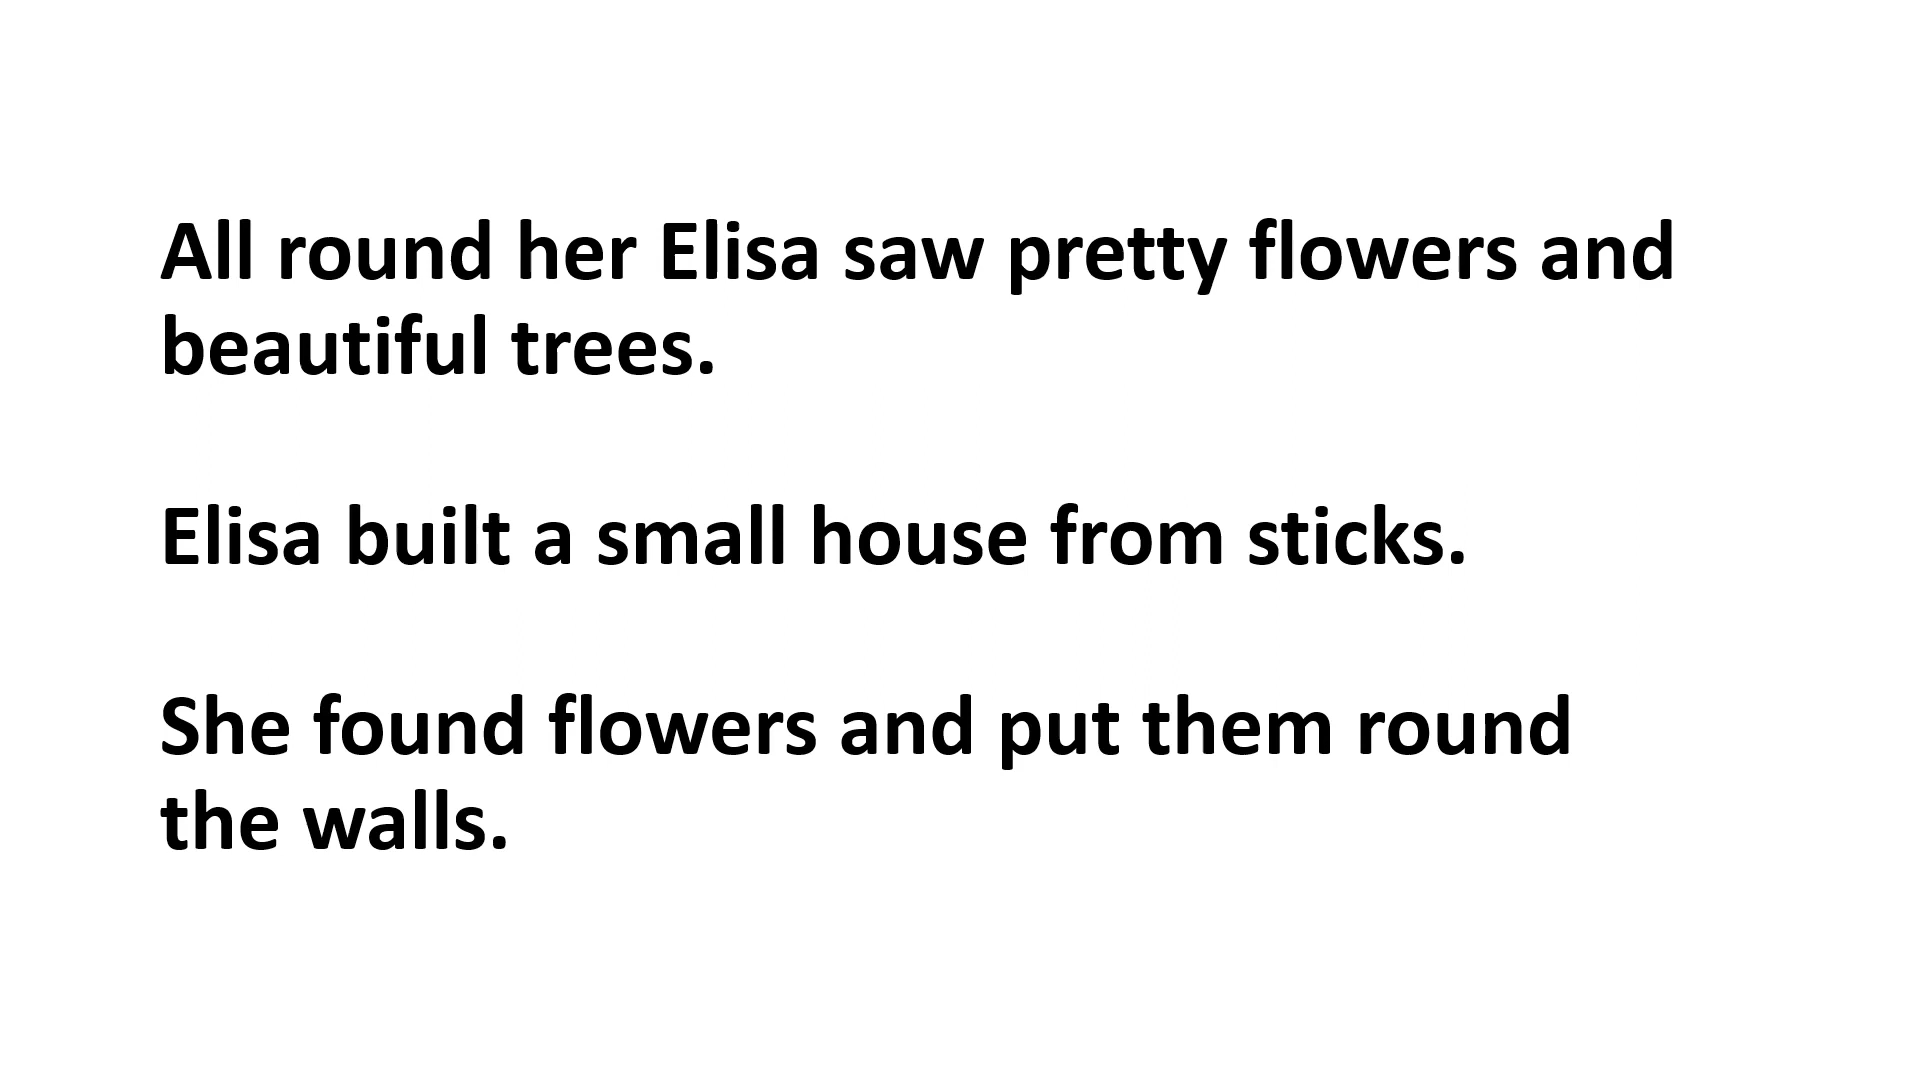 All round her Elisa saw pretty flowers and
beautiful trees.
Elisa built a small house from sticks.
She found flowers and put them round
the walls.